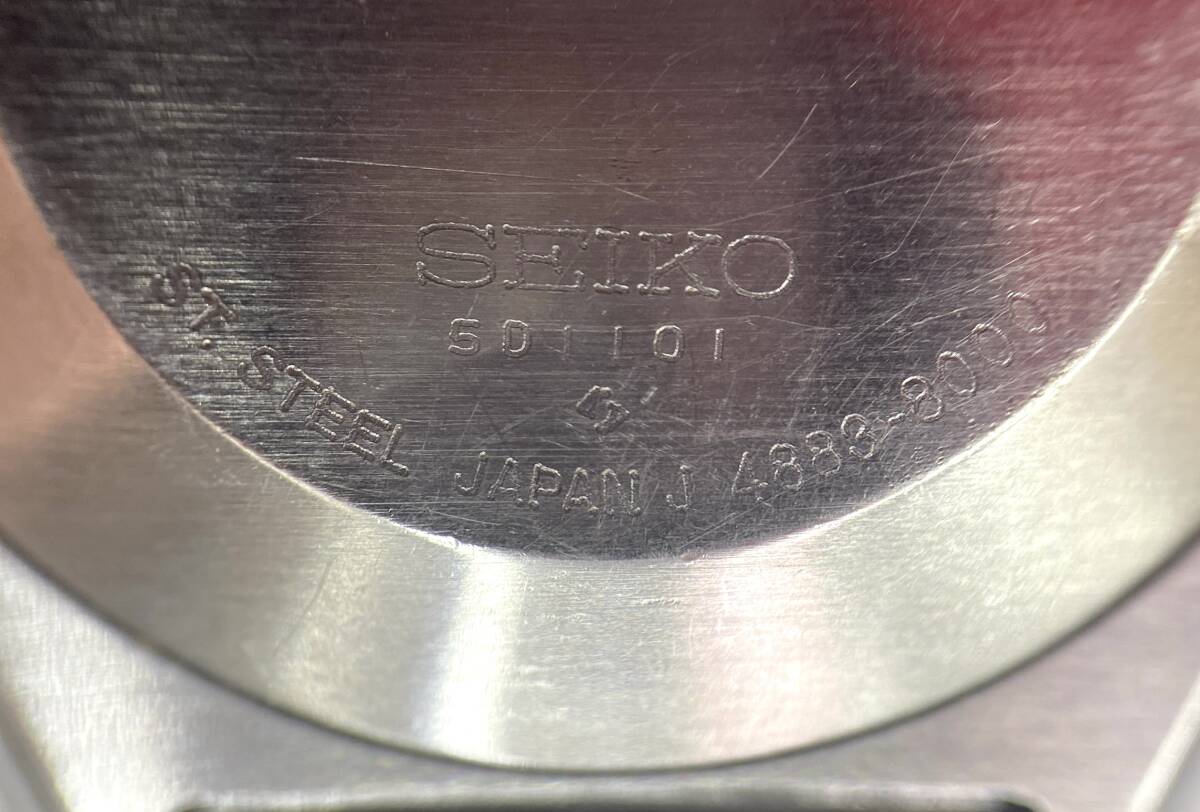 SEIKO
501101
ST. STEEL JAPAN J 4883-8000